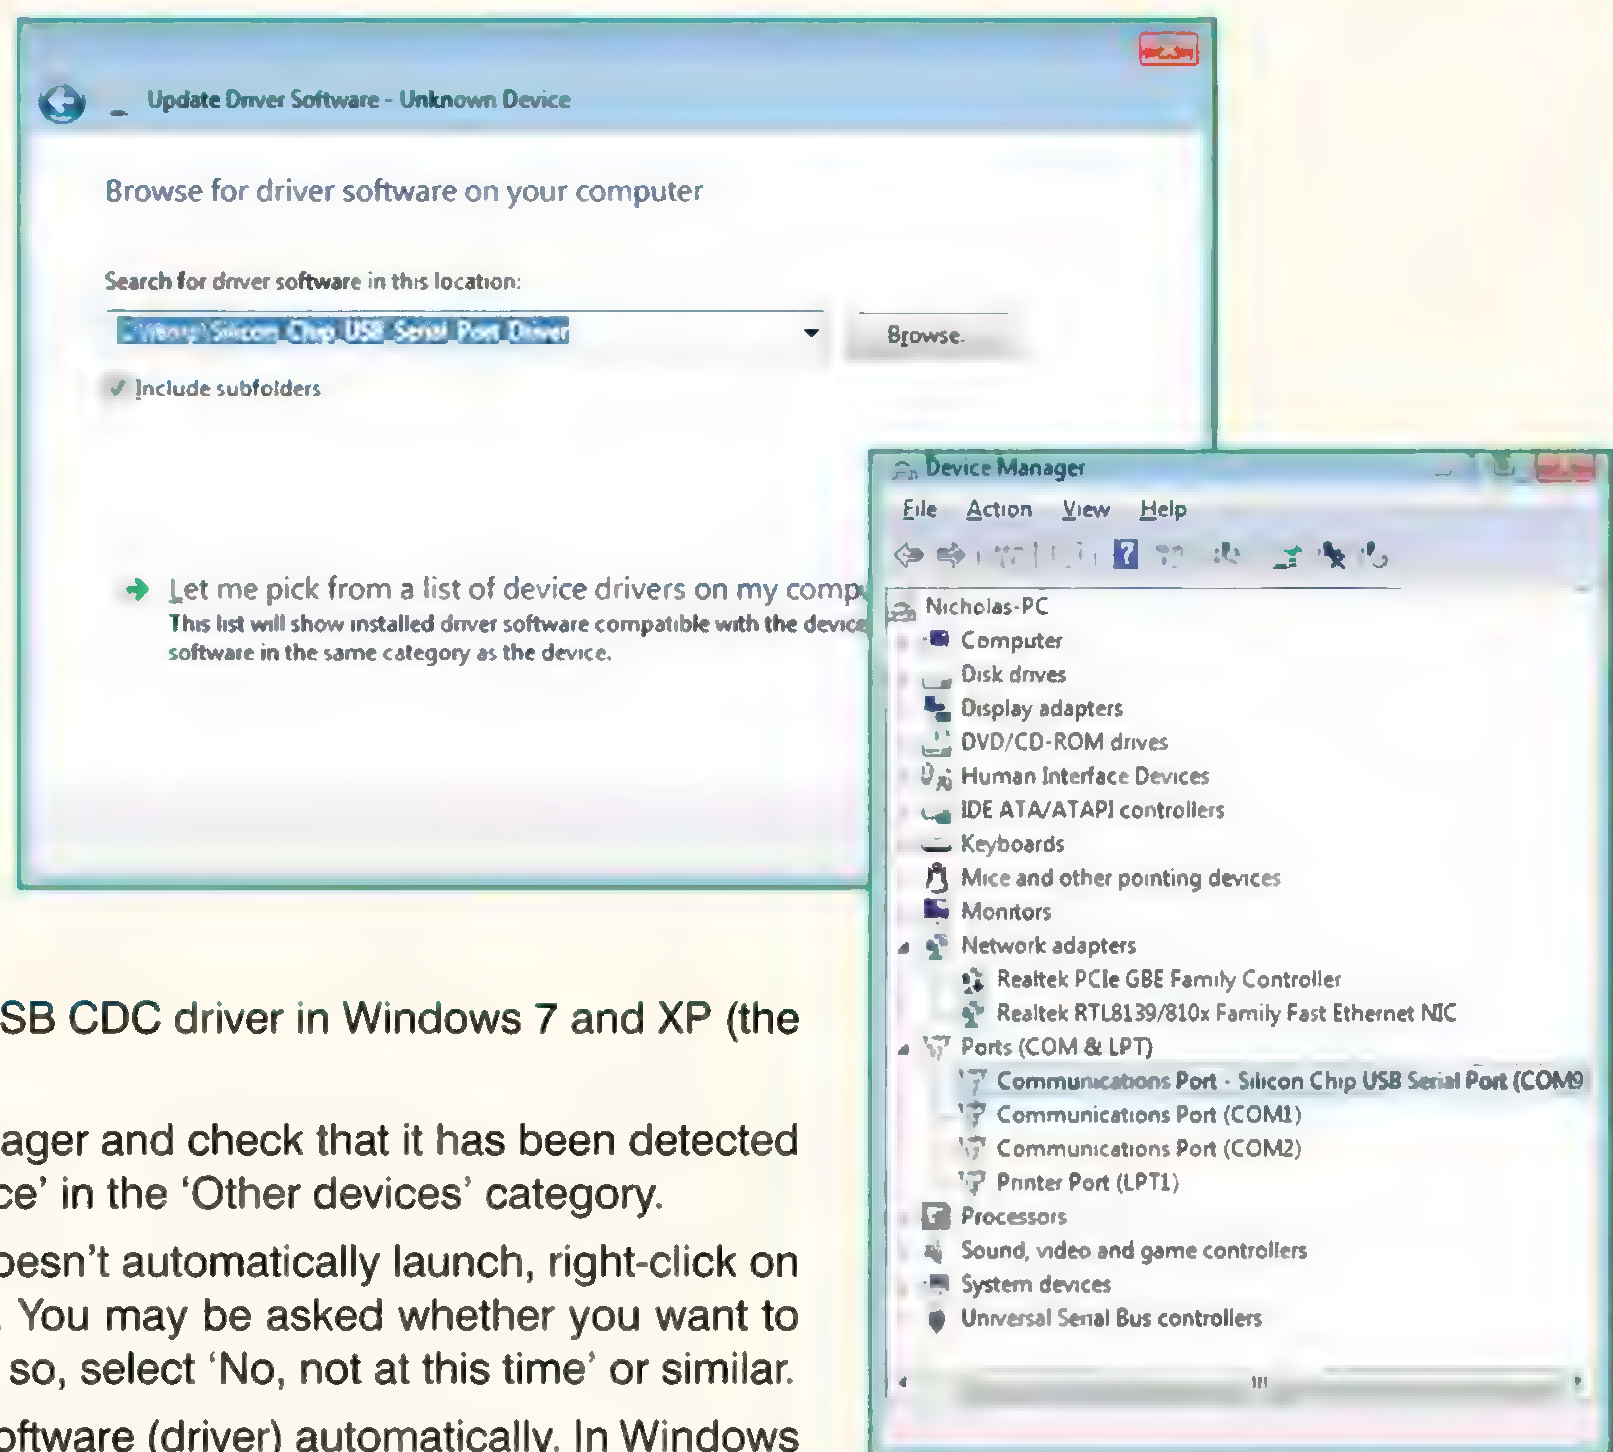 Update Driver Software - Unknown Device
Browse for driver software on your computer
Search for driver software in this location:
Silicon Chip USB Serial Port Driver
Browse.
Include subfolders
Let me pick from a list of device drivers on my comp
This list will show installed driver software compatible with the device
software in the same category as the device.
Device Manager
File Action View Help
Nicholas-PC
Computer
Disk drives
Display adapters
DVD/CD-ROM drives
Human Interface Devices
IDE ATA/ATAPI controllers
Keyboards
Mice and other pointing devices
Monitors
Network adapters
Realtek PCIe GBE Family Controller
Realtek RTL8139/810x Family Fast Ethernet NIC
Ports (COM & LPT)
Communications Port - Silicon Chip USB Serial Port (COM9
Communications Port (COM1)
Communications Port (COM2)
Printer Port (LPT1)
Processors
Sound, video and game controllers
System devices
Universal Serial Bus controllers
SB CDC driver in Windows 7 and XP (the
ager and check that it has been detected
ce’ in the ‘Other devices’ category.
oesn’t automatically launch, right-click on
. You may be asked whether you want to
so, select ‘No, not at this time’ or similar.
oftware (driver) automatically. In Windows